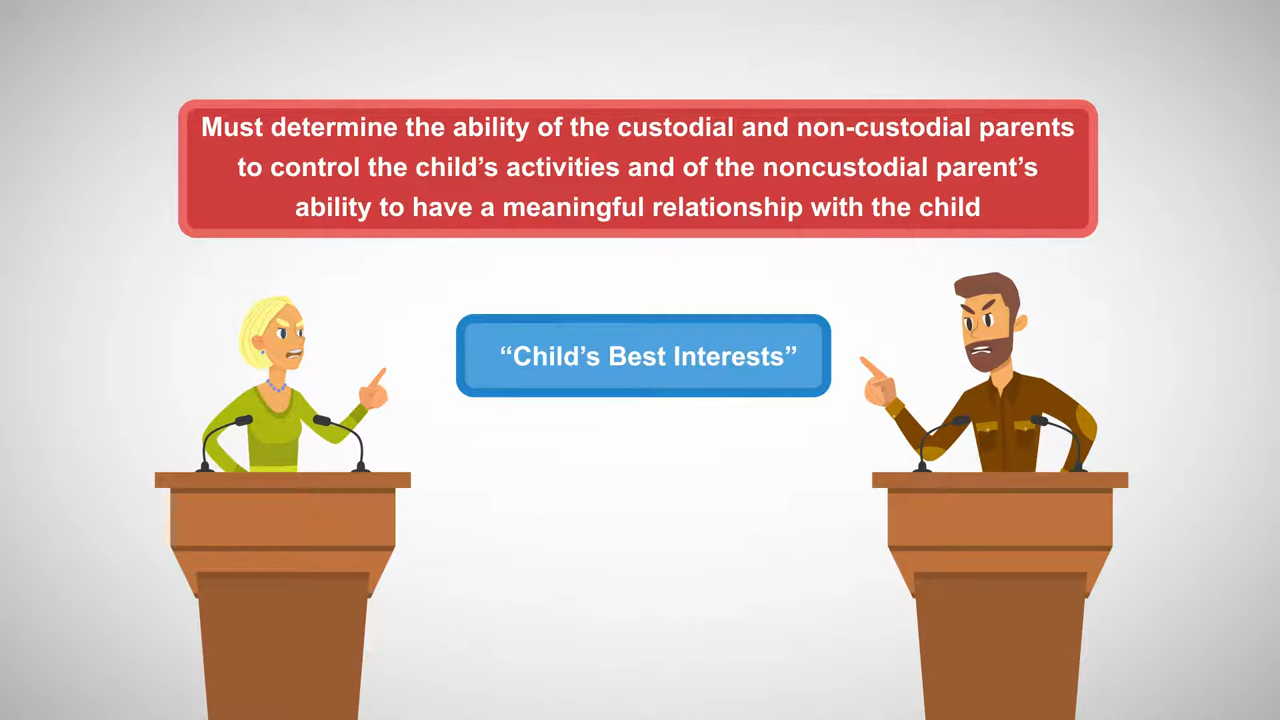 Must determine the ability of the custodial and non-custodial parents
to control the child’s activities and of the noncustodial parent’s
ability to have a meaningful relationship with the child
“Child’s Best Interests”